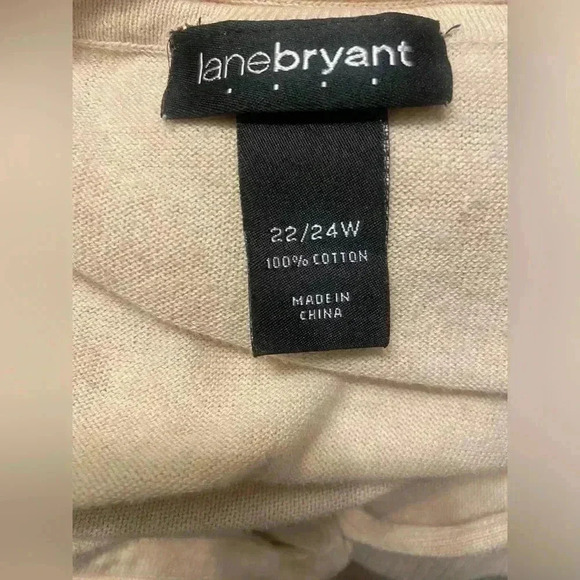 lanebryant
22/24W
100% COTTON
MADE IN
CHINA